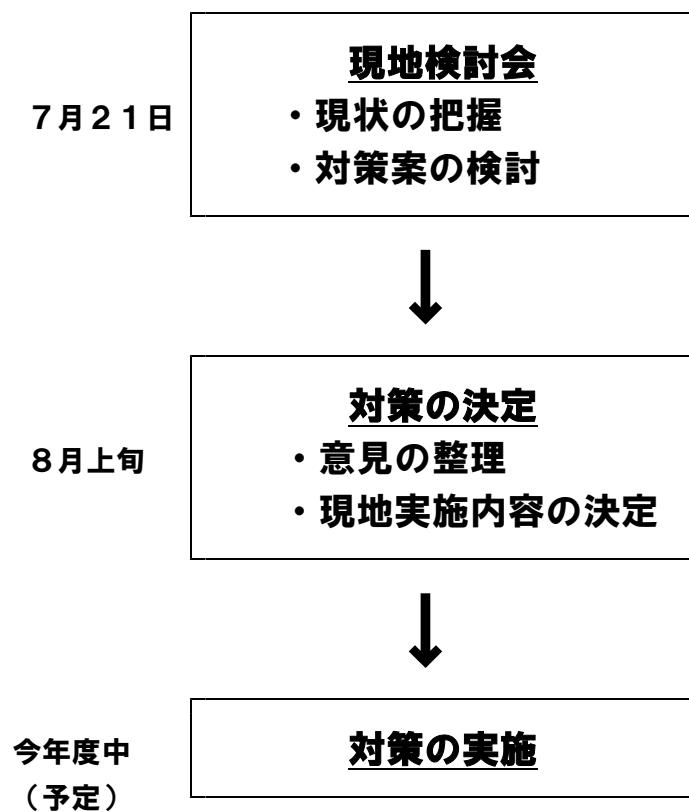 現地検討会
７月２１日
・現状の把握
・対策案の検討
対策の決定
８月上旬
・意見の整理
・現地実施内容の決定
今年度中
（予定）
対策の実施